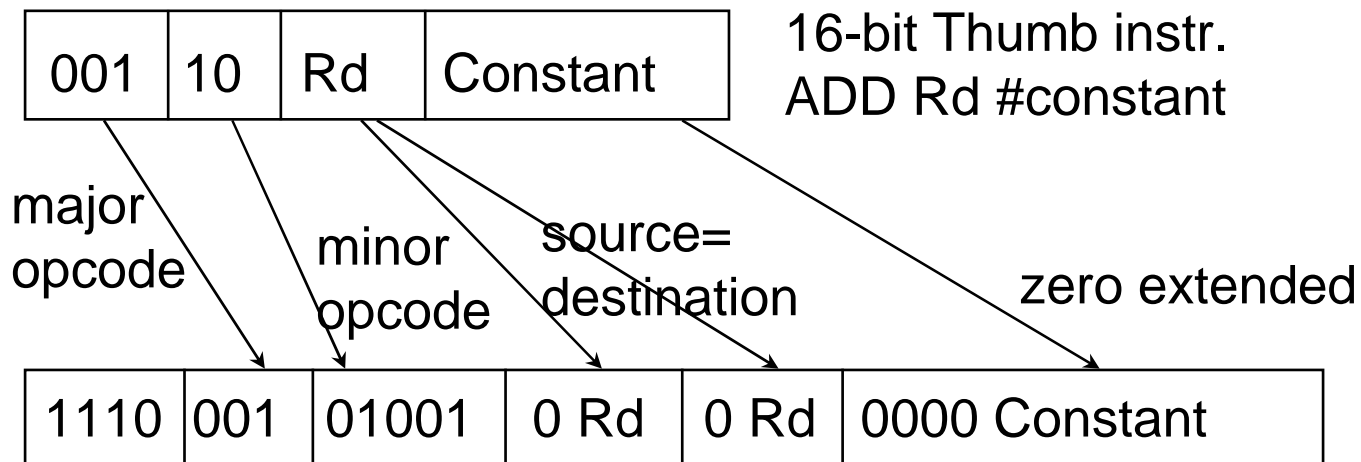 001 10 Rd Constant
16-bit Thumb instr.
ADD Rd #constant
major
opcode
minor
opcode
source=
destination
zero extended
1110 001 01001 0 Rd 0 Rd 0000 Constant